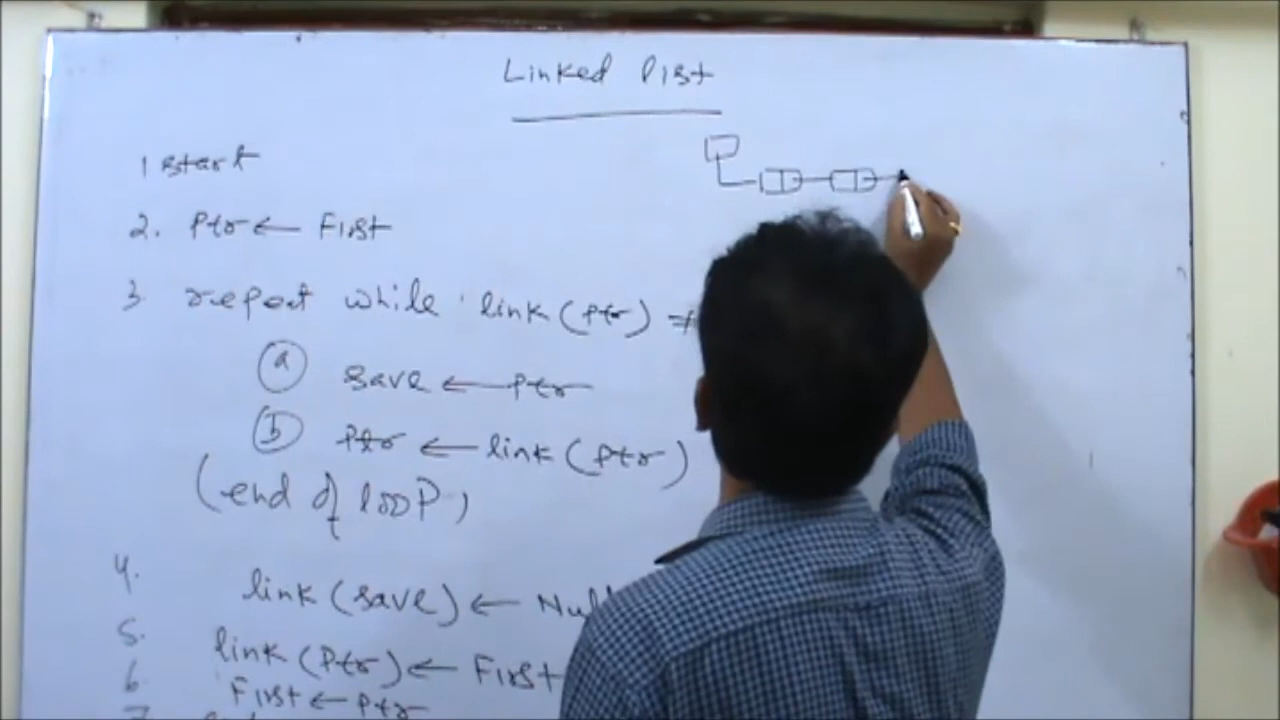 Linked list
1 start
2. Ptr ← First
3. repeat while link(Ptr) ≠
(a) save ← Ptr
(b) Ptr ← link(Ptr)
(end of loop)
4. link(save) ← Null
5. link(Ptr) ← First
6 First ← Ptr
7.